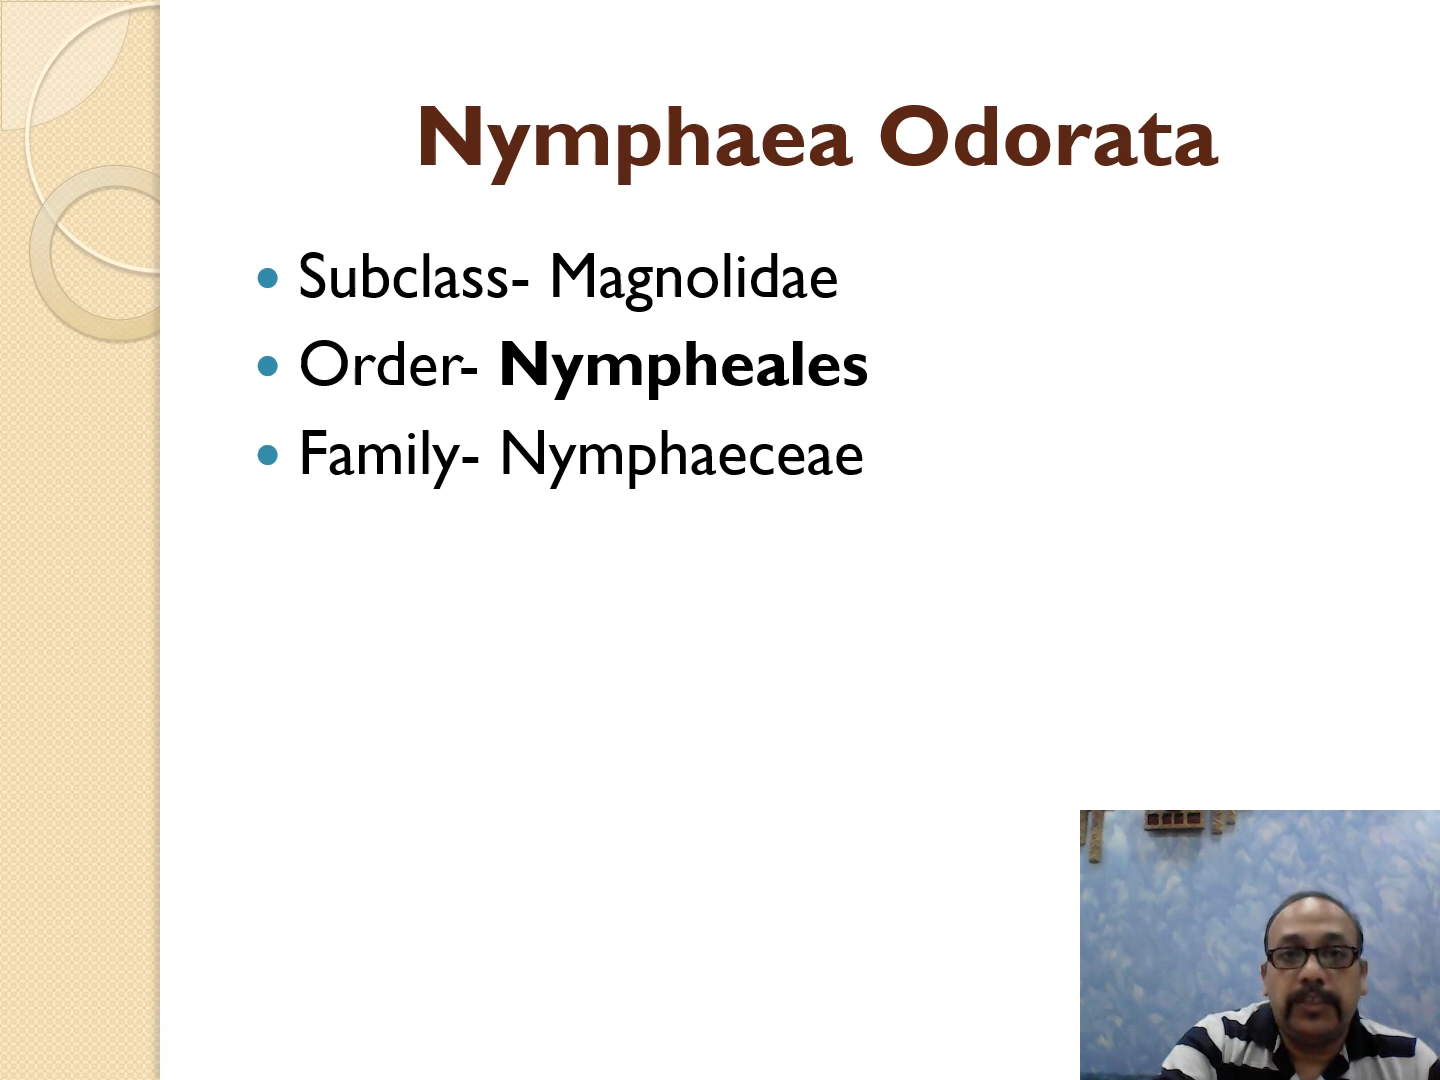 Nymphaea Odorata
Subclass- Magnolidae
Order- Nympheales
Family- Nymphaeceae